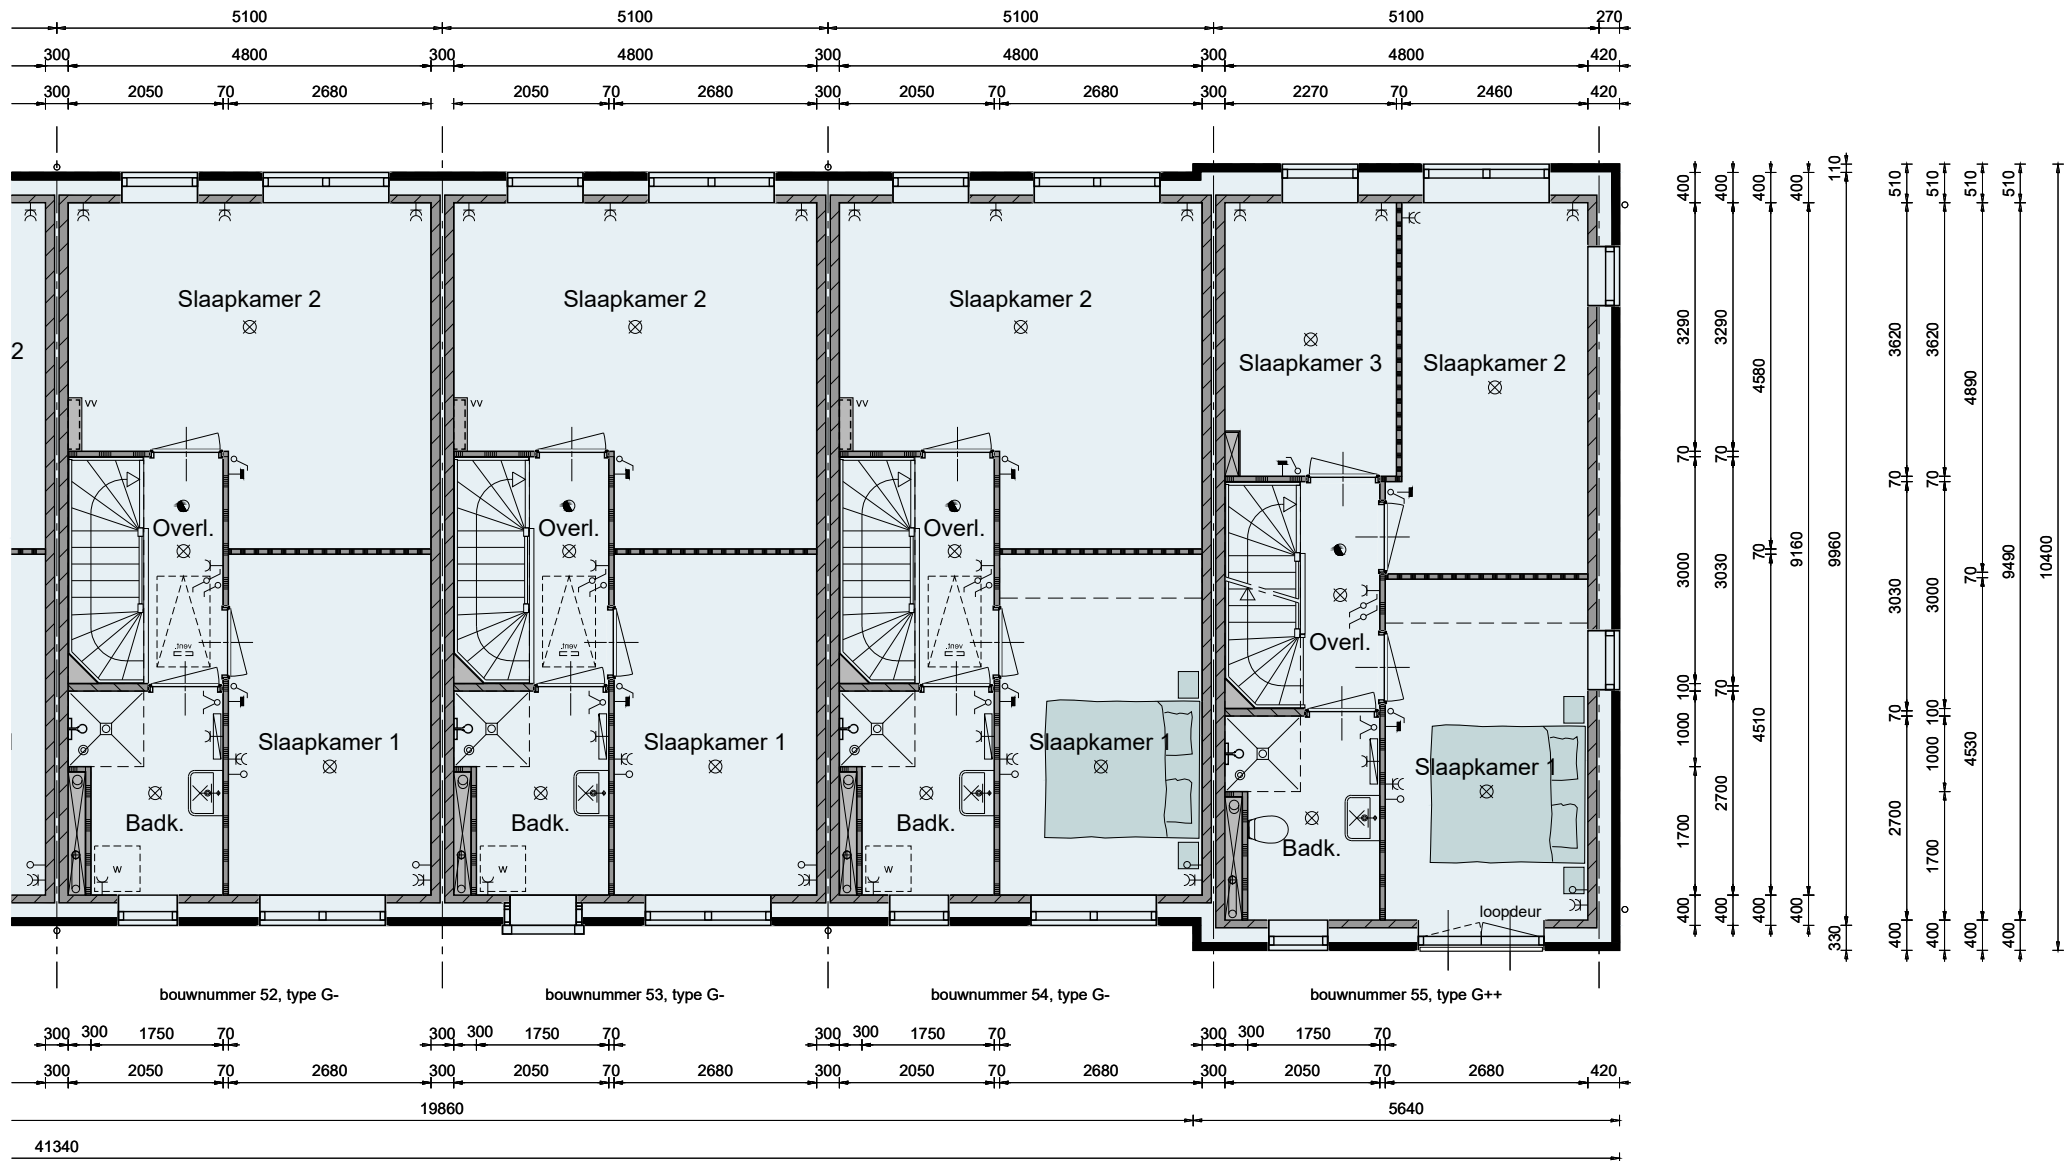 5100 5100 5100 5100 270
300 4800 300 4800 300 4800 300 4800 420
300 2050 70 2680 2050 70 2680 300 2050 70 2680 300 2270 70 2460 420
400 400 400 400 110 510 510 510 510
2
Slaapkamer 2 Slaapkamer 2 Slaapkamer 2
Slaapkamer 3 Slaapkamer 2
3290 3290 4580 3620 3620 4890
vv vv vv
70 70 70 70
Overl. Overl. Overl.
3000 3030 70 9160 9960 3030 3000 70 9490 10400
Overl.
vent. vent. vent.
100 70 70 100
Slaapkamer 1 Slaapkamer 1 Slaapkamer 1
1000 4510 1000 4530
Slaapkamer 1
2700 2700
Badk. Badk. Badk.
1700 1700
Badk.
w w w
loopdeur
400 400 400 400 330 400 400 400 400
bouwnummer 52, type G- bouwnummer 53, type G- bouwnummer 54, type G- bouwnummer 55, type G++
300 300 1750 70 300 300 1750 70 300 300 1750 70 300 300 1750 70
300 2050 70 2680 300 2050 70 2680 300 2050 70 2680 300 2050 70 2680 420
19860 5640
41340